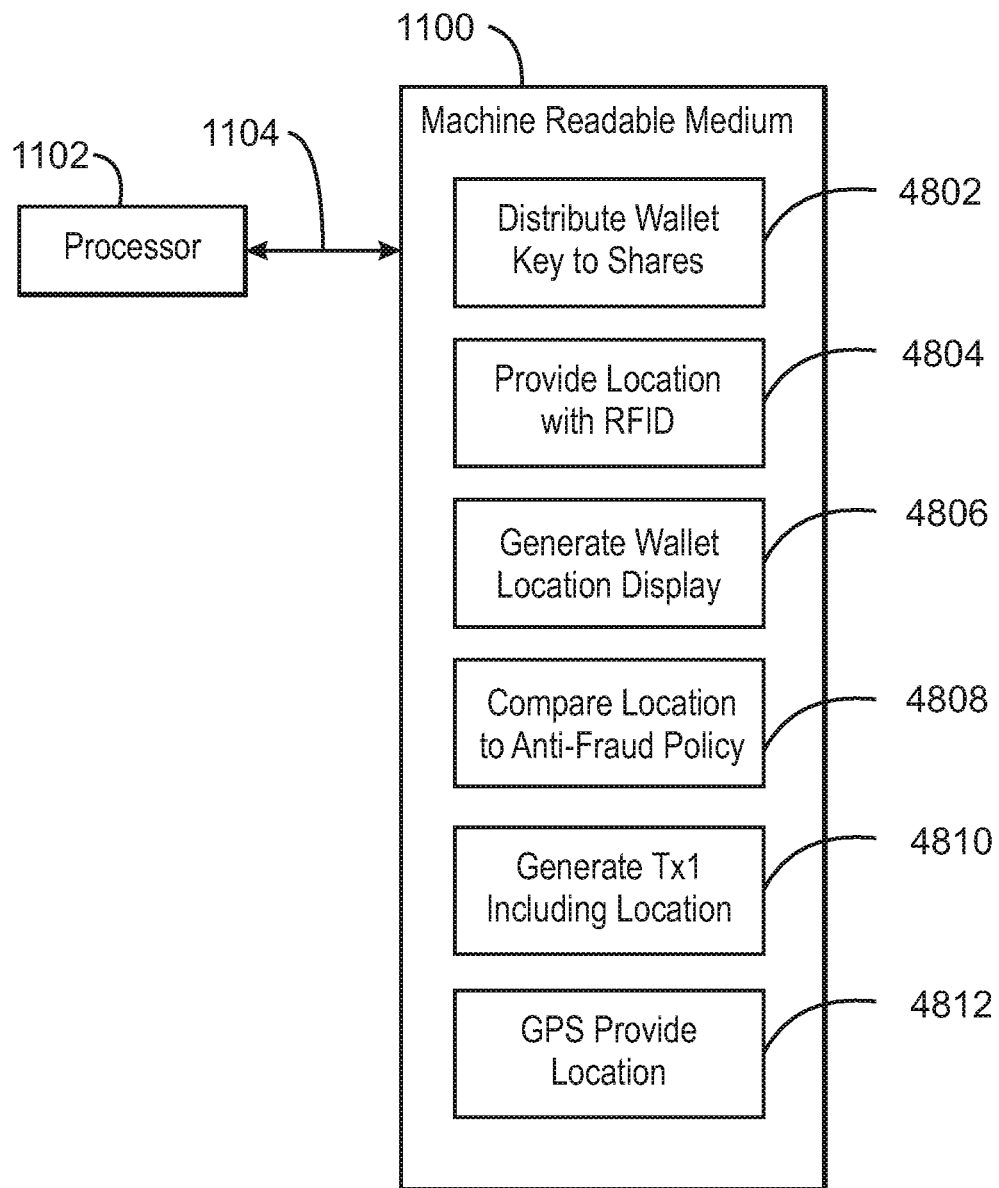 1100
Machine Readable Medium
1104
1102
Processor
Distribute Wallet
Key to Shares
4802
Provide Location
with RFID
4804
Generate Wallet
Location Display
4806
Compare Location
to Anti-Fraud Policy
4808
Generate Tx1
Including Location
4810
GPS Provide
Location
4812